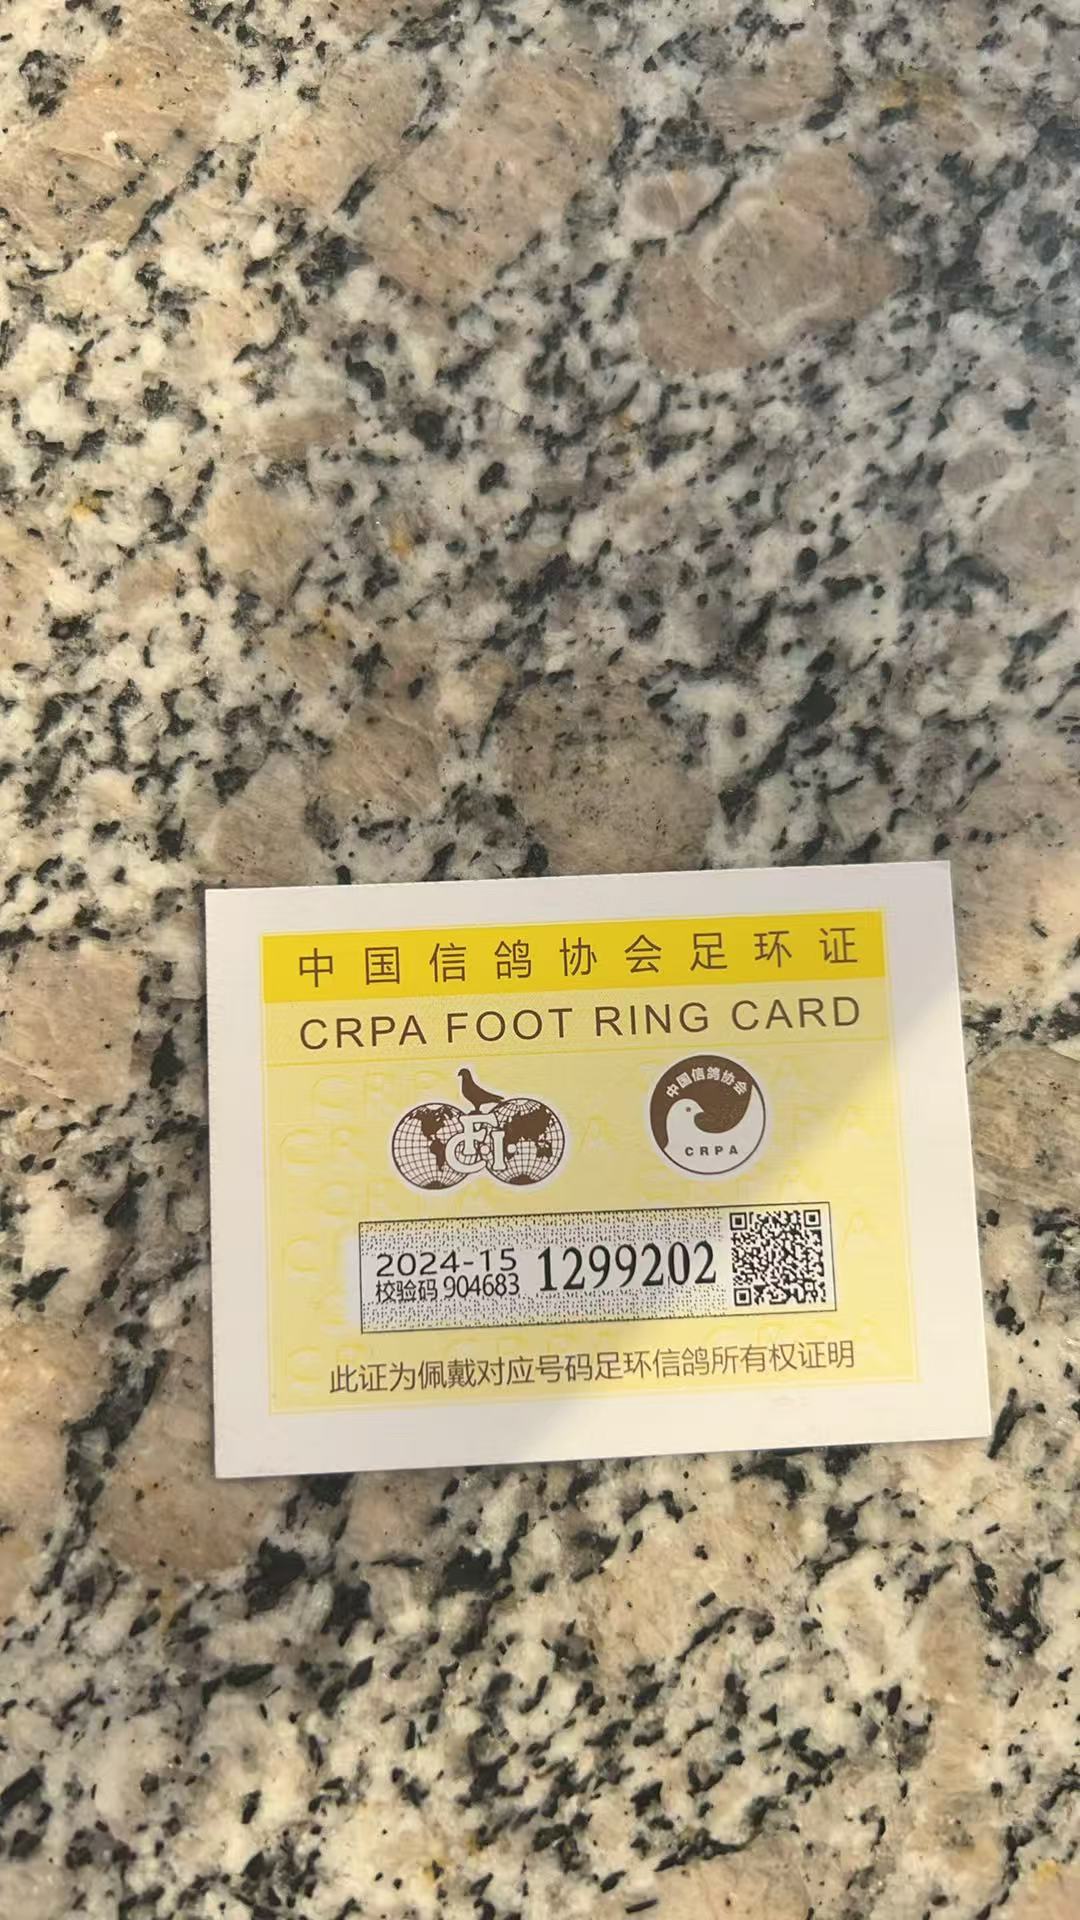 中国信鸽协会足环证
CRPA FOOT RING CARD
FCI
中国信鸽协会
CRPA
2024-15
校验码 904683
1299202
此证为佩戴对应号码足环信鸽所有权证明